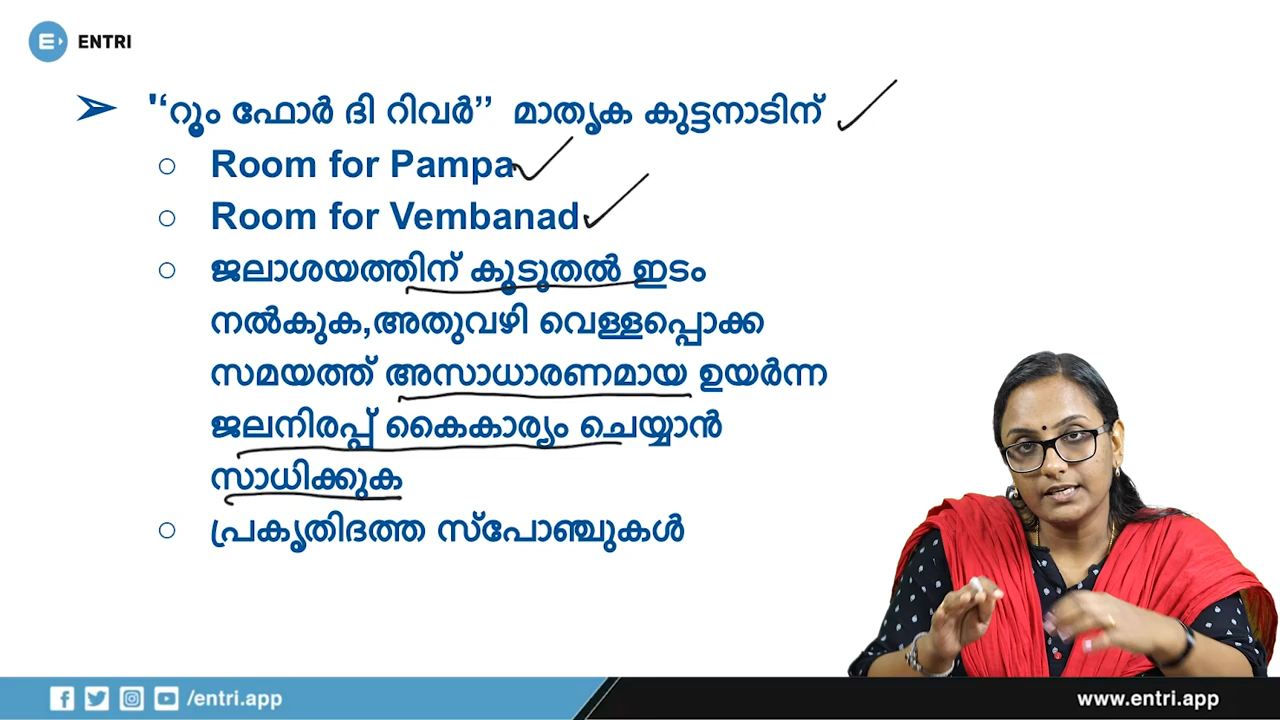 ENTRI
➤ "“റൂം ഫോർ ദി റിവർ” മാതൃക കുട്ടനാടിന്
○ Room for Pampa
○ Room for Vembanad
○ ജലാശയത്തിന് കൂടുതൽ ഇടം
നൽകുക,അതുവഴി വെള്ളപ്പൊക്ക
സമയത്ത് അസാധാരണമായ ഉയർന്ന
ജലനിരപ്പ് കൈകാര്യം ചെയ്യാൻ
സാധിക്കുക
○ പ്രകൃതിദത്ത സ്പോഞ്ചുകൾ
/entri.app
www.entri.app